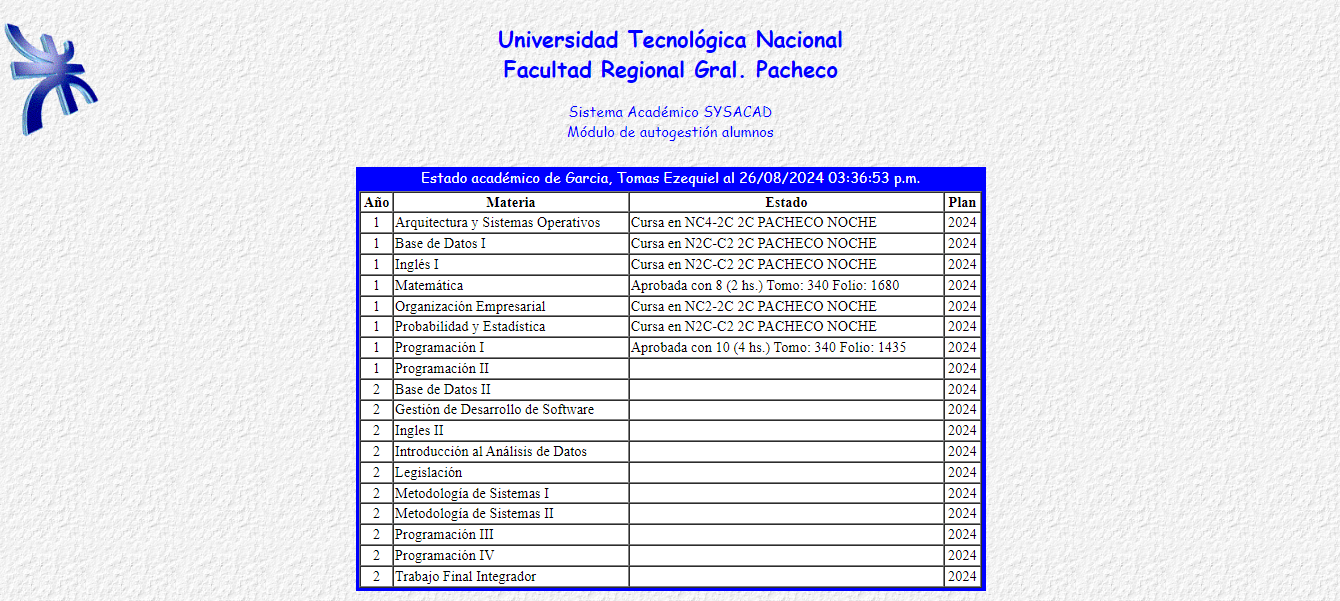 Universidad Tecnológica Nacional
Facultad Regional Gral. Pacheco
Sistema Académico SYSACAD
Módulo de autogestión alumnos
Estado académico de Garcia, Tomas Ezequiel al 26/08/2024 03:36:53 p.m.
Año Materia Estado Plan
1 Arquitectura y Sistemas Operativos Cursa en NC4-2C 2C PACHECO NOCHE 2024
1 Base de Datos I Cursa en N2C-C2 2C PACHECO NOCHE 2024
1 Inglés I Cursa en N2C-C2 2C PACHECO NOCHE 2024
1 Matemática Aprobada con 8 (2 hs.) Tomo: 340 Folio: 1680 2024
1 Organización Empresarial Cursa en NC2-2C 2C PACHECO NOCHE 2024
1 Probabilidad y Estadística Cursa en N2C-C2 2C PACHECO NOCHE 2024
1 Programación I Aprobada con 10 (4 hs.) Tomo: 340 Folio: 1435 2024
1 Programación II 2024
2 Base de Datos II 2024
2 Gestión de Desarrollo de Software 2024
2 Ingles II 2024
2 Introducción al Análisis de Datos 2024
2 Legislación 2024
2 Metodología de Sistemas I 2024
2 Metodología de Sistemas II 2024
2 Programación III 2024
2 Programación IV 2024
2 Trabajo Final Integrador 2024